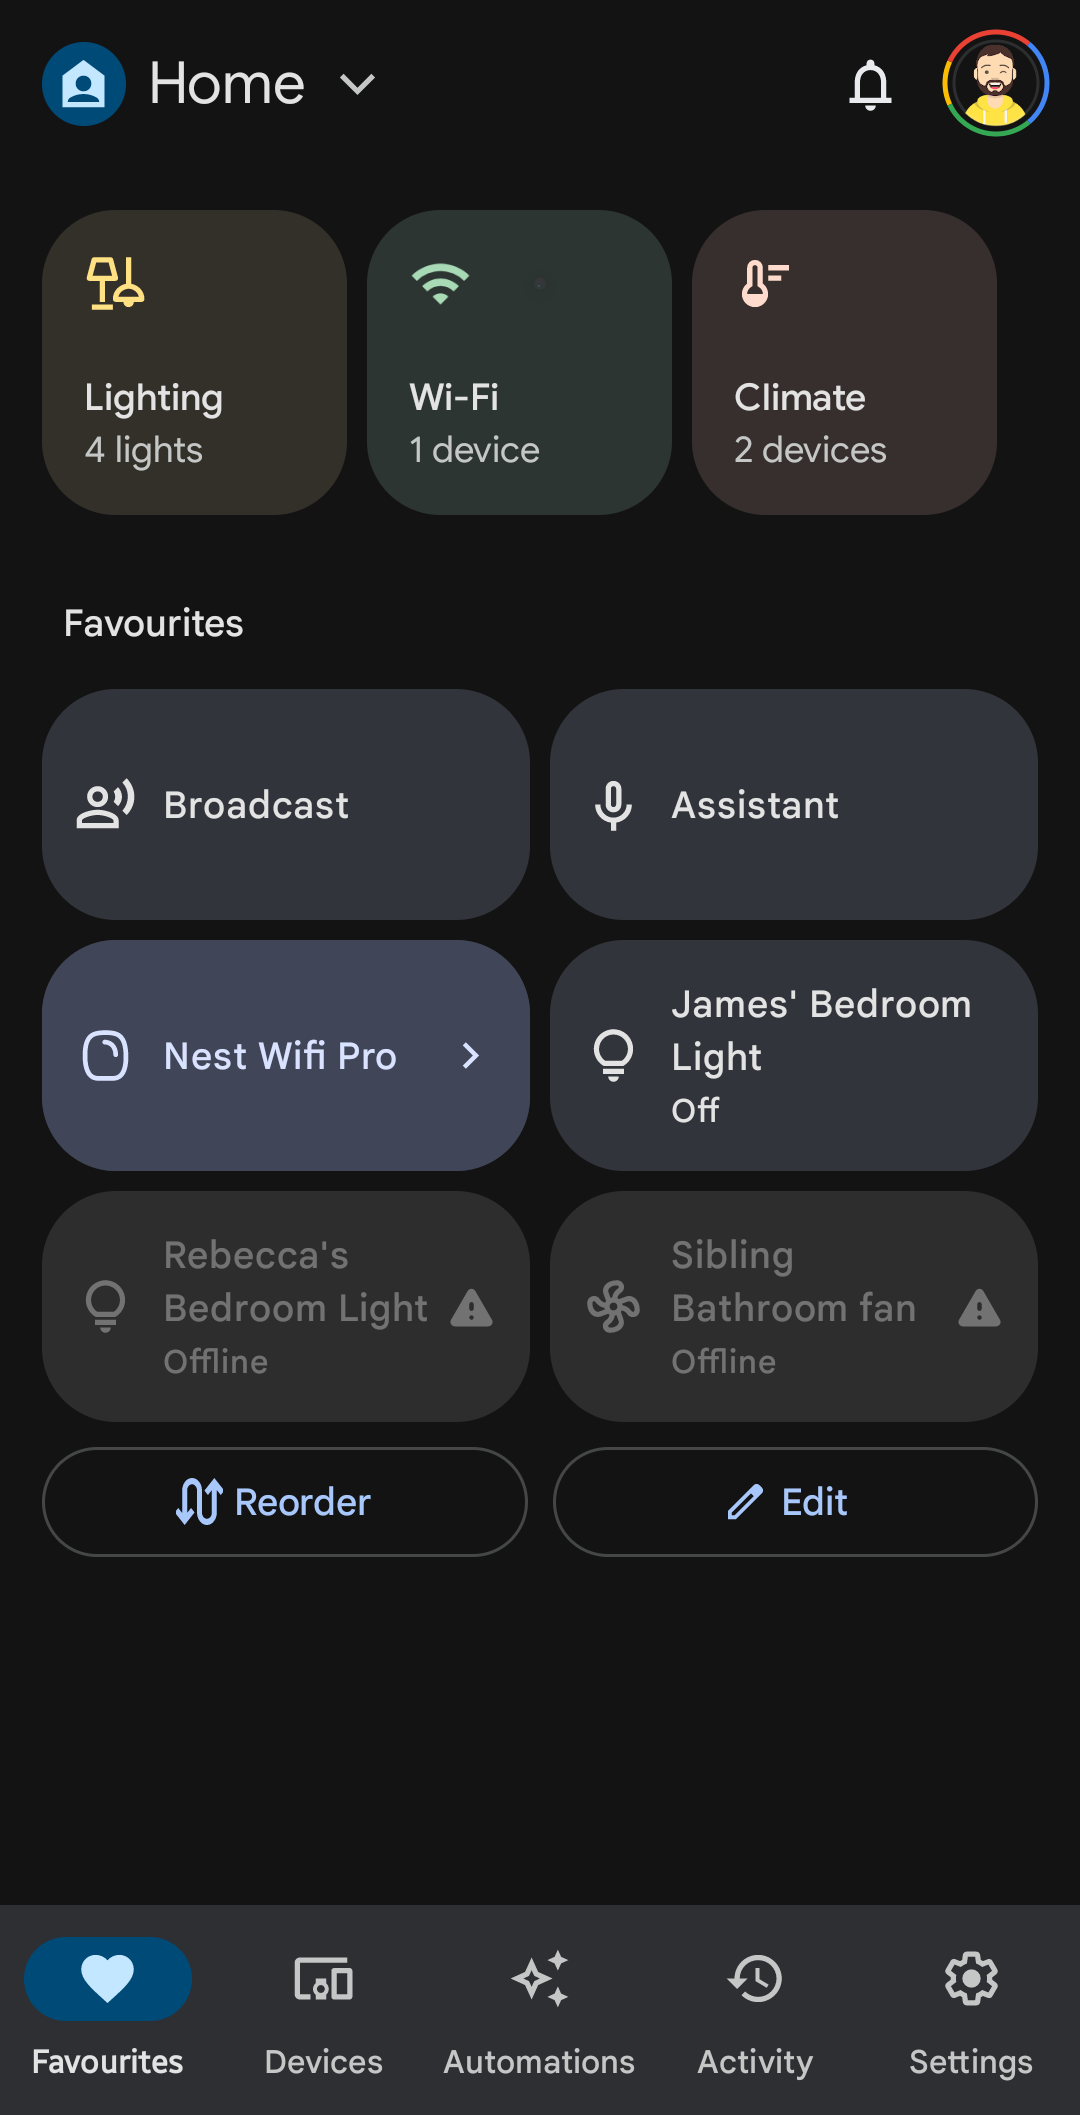 Home
Lighting
4 lights
Wi-Fi
1 device
Climate
2 devices
Favourites
Broadcast
Assistant
Nest Wifi Pro
James' Bedroom
Light
Off
Rebecca's
Bedroom Light
Offline
Sibling
Bathroom fan
Offline
Reorder
Edit
Favourites
Devices
Automations
Activity
Settings